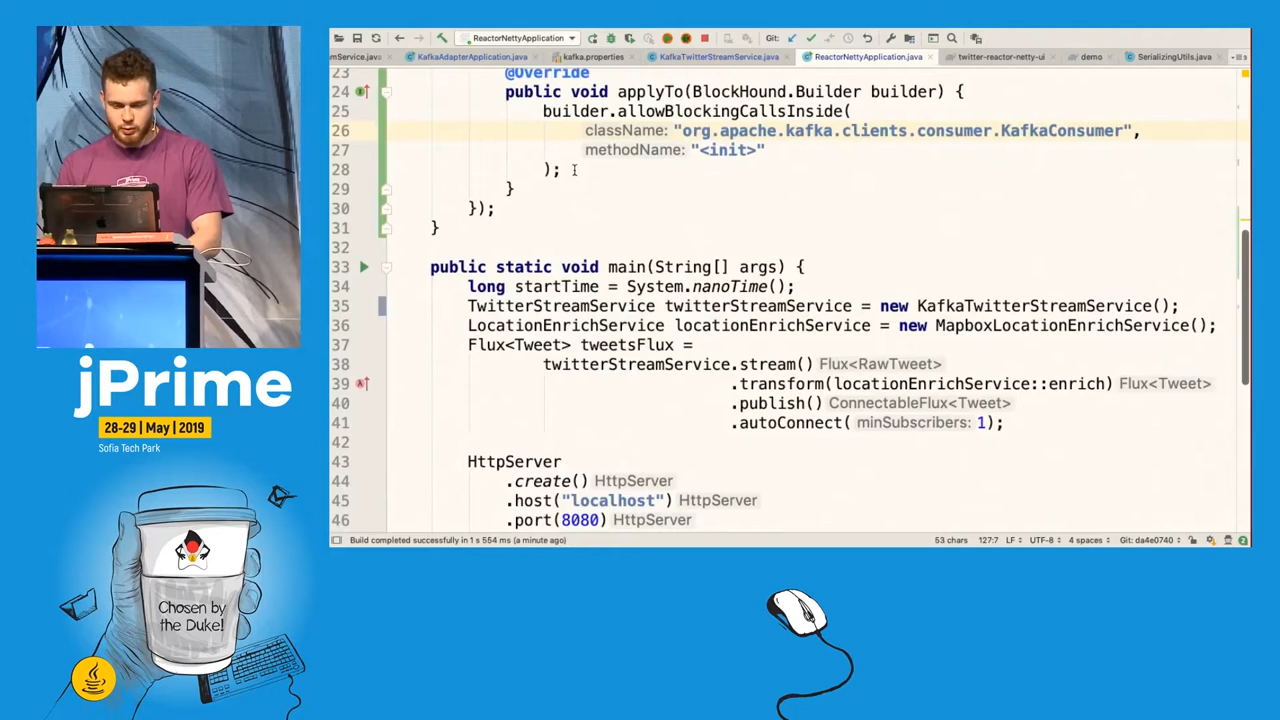 ReactorNettyApplication
Git:
mService.java
KafkaAdapterApplication.java
kafka.properties
KafkaTwitterStreamService.java
ReactorNettyApplication.java
twitter-reactor-netty-ui
demo
SerializingUtils.java
23 @Override
24 public void applyTo(BlockHound.Builder builder) {
25 builder.allowBlockingCallsInside(
26 className: "org.apache.kafka.clients.consumer.KafkaConsumer",
27 methodName: "<init>"
28 );
29 }
30 });
31 }
32
33 public static void main(String[] args) {
34 long startTime = System.nanoTime();
35 TwitterStreamService twitterStreamService = new KafkaTwitterStreamService();
36 LocationEnrichService locationEnrichService = new MapboxLocationEnrichService();
37 Flux<Tweet> tweetsFlux =
38 twitterStreamService.stream() Flux<RawTweet>
39 .transform(locationEnrichService::enrich) Flux<Tweet>
40 .publish() ConnectableFlux<Tweet>
41 .autoConnect( minSubscribers: 1);
42
43 HttpServer
44 .create() HttpServer
45 .host("localhost") HttpServer
46 .port(8080) HttpServer
Build completed successfully in 1 s 554 ms (a minute ago)
53 chars 127:7 LF UTF-8 4 spaces Git: da4e0740
jPrime
28-29 | May | 2019
Sofia Tech Park
Chosen by
the Duke!